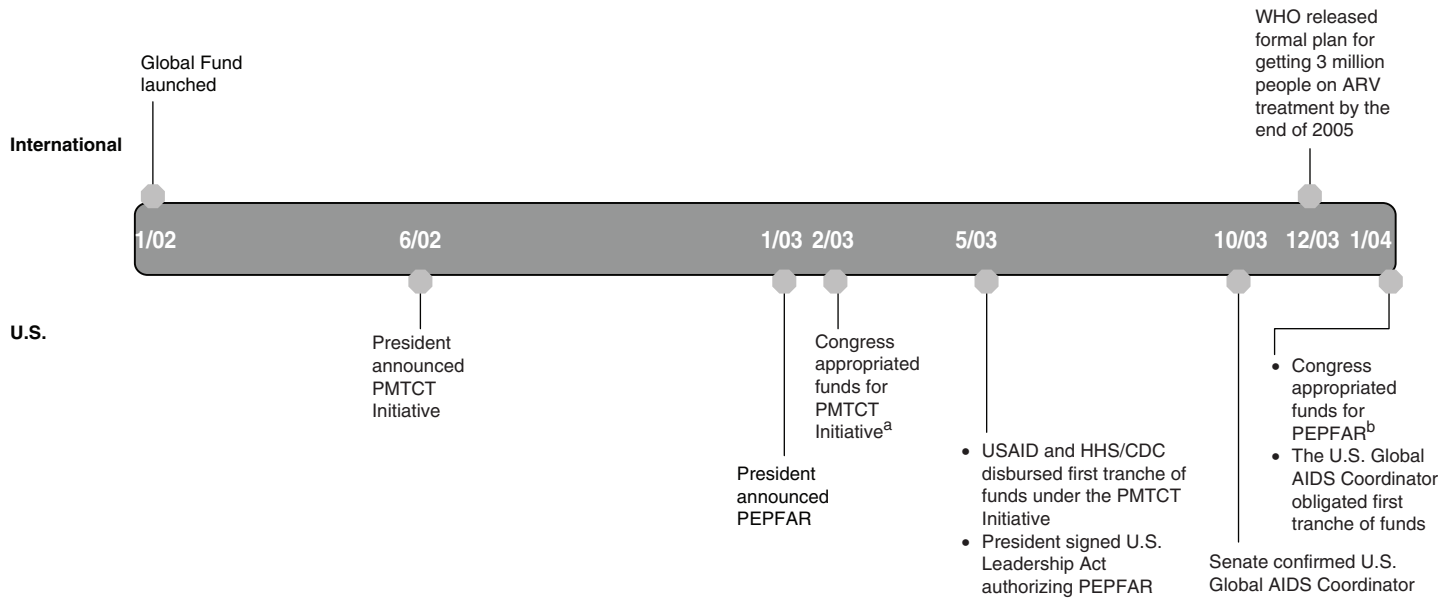 Global Fund
launched
WHO released
formal plan for
getting 3 million
people on ARV
treatment by the
end of 2005
International
1/02
6/02
1/03
2/03
5/03
10/03
12/03
1/04
U.S.
President
announced
PMTCT
Initiative
President
announced
PEPFAR
Congress
appropriated
funds for
PMTCT
Initiativea
• USAID and HHS/CDC
disbursed first tranche of
funds under the PMTCT
Initiative
• President signed U.S.
Leadership Act
authorizing PEPFAR
Senate confirmed U.S.
Global AIDS Coordinator
• Congress
appropriated
funds for
PEPFARb
• The U.S. Global
AIDS Coordinator
obligated first
tranche of funds